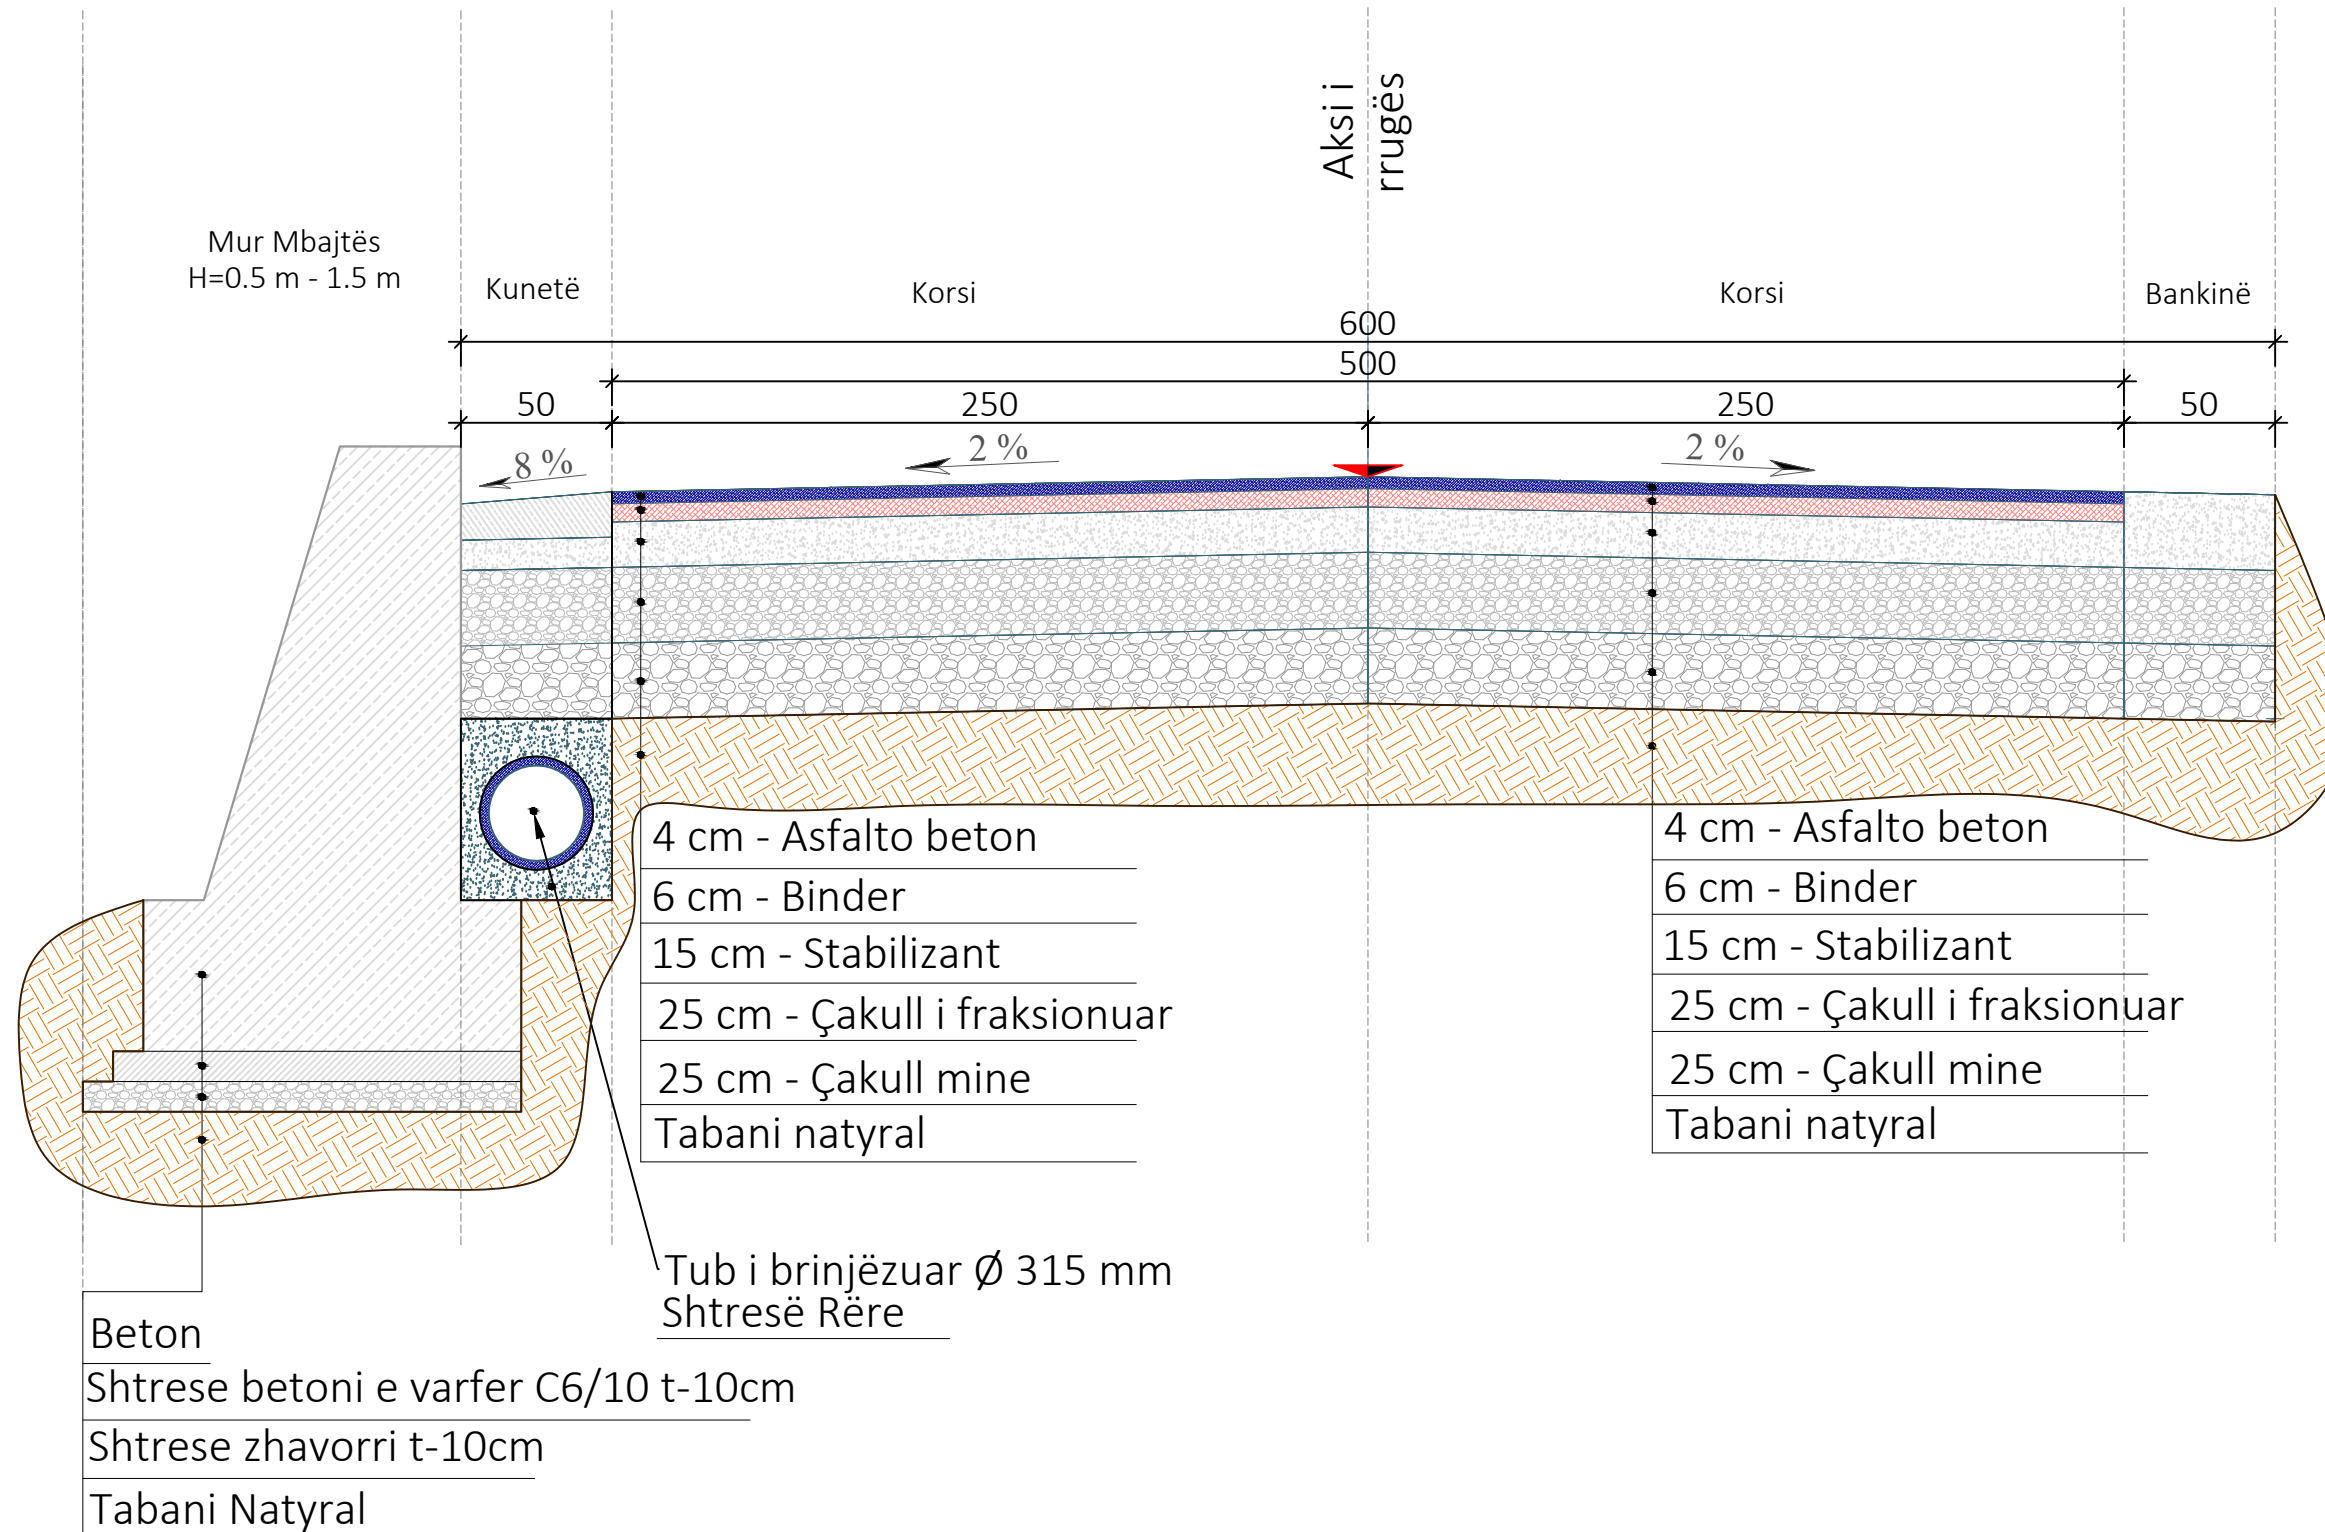 Aksi i
rrugës
Mur Mbajtës
H=0.5 m - 1.5 m
Kunetë
Korsi
Korsi
Bankinë
600
500
50
250
250
50
8 %
2 %
2 %
4 cm - Asfalto beton
6 cm - Binder
15 cm - Stabilizant
25 cm - Çakull i fraksionuar
25 cm - Çakull mine
Tabani natyral
4 cm - Asfalto beton
6 cm - Binder
15 cm - Stabilizant
25 cm - Çakull i fraksionuar
25 cm - Çakull mine
Tabani natyral
Tub i brinjëzuar Ø 315 mm
Shtresë Rëre
Beton
Shtrese betoni e varfer C6/10 t-10cm
Shtrese zhavorri t-10cm
Tabani Natyral